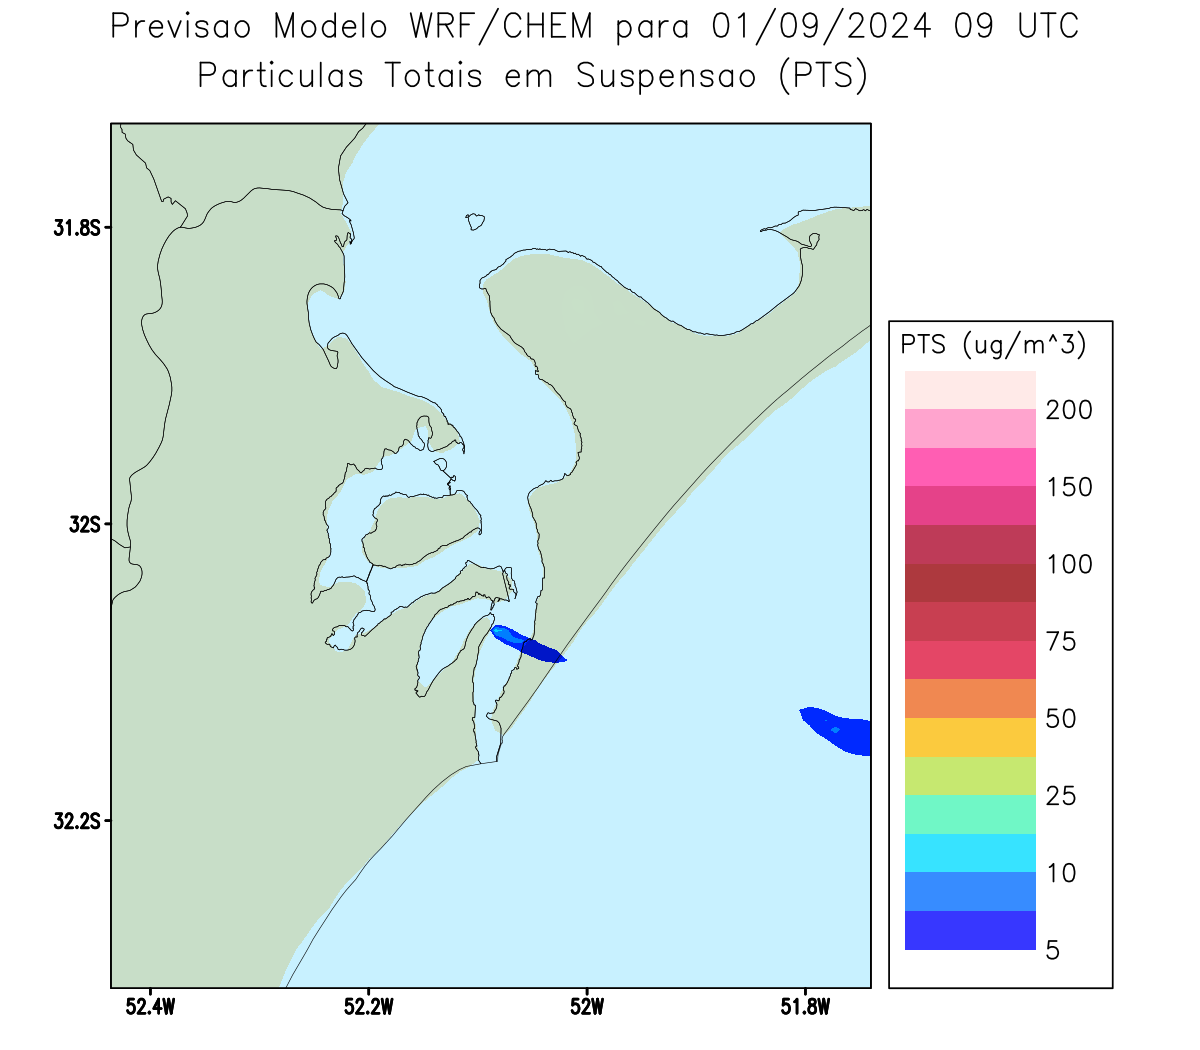 Previsao Modelo WRF/CHEM para 01/09/2024 09 UTC
Particulas Totais em Suspensao (PTS)
31.8S
32S
32.2S
52.4W
52.2W
52W
51.8W
PTS (ug/m^3)
200
150
100
75
50
25
10
5